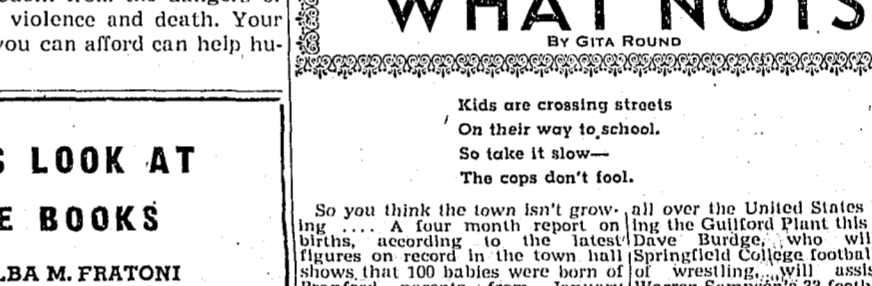 violence and death. Your
you can afford can help hu-
LOOK AT
BOOKS
M. FRATONI
WHAT NOTS
BY GITA ROUND
Kids are crossing streets
On their way to school.
So take it slow—
The cops don't fool.
So you think the town isn't grow-
ing .... A four month report on
births, according to the latest
figures on record in the town hall
shows that 100 babies were born of
all over the United States
ing the Guilford Plant this
Dave Burdge, who
Springfield College
of wrestling, will